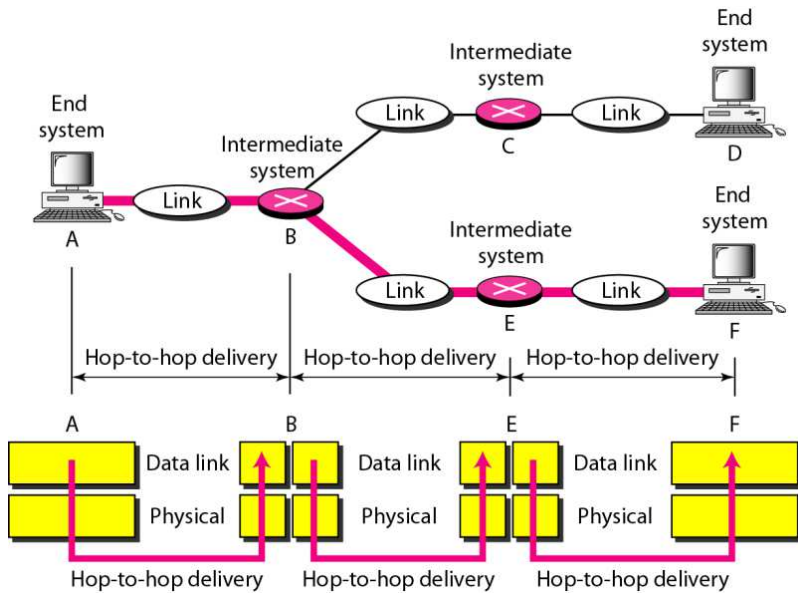 End
system
Intermediate
system
Link
Link
C
D
End
system
Intermediate
system
Link
A
B
End
system
Intermediate
system
Link
Link
E
F
Hop-to-hop delivery
Hop-to-hop delivery
Hop-to-hop delivery
A
B
E
F
Data link
Data link
Data link
Physical
Physical
Physical
Hop-to-hop delivery
Hop-to-hop delivery
Hop-to-hop delivery